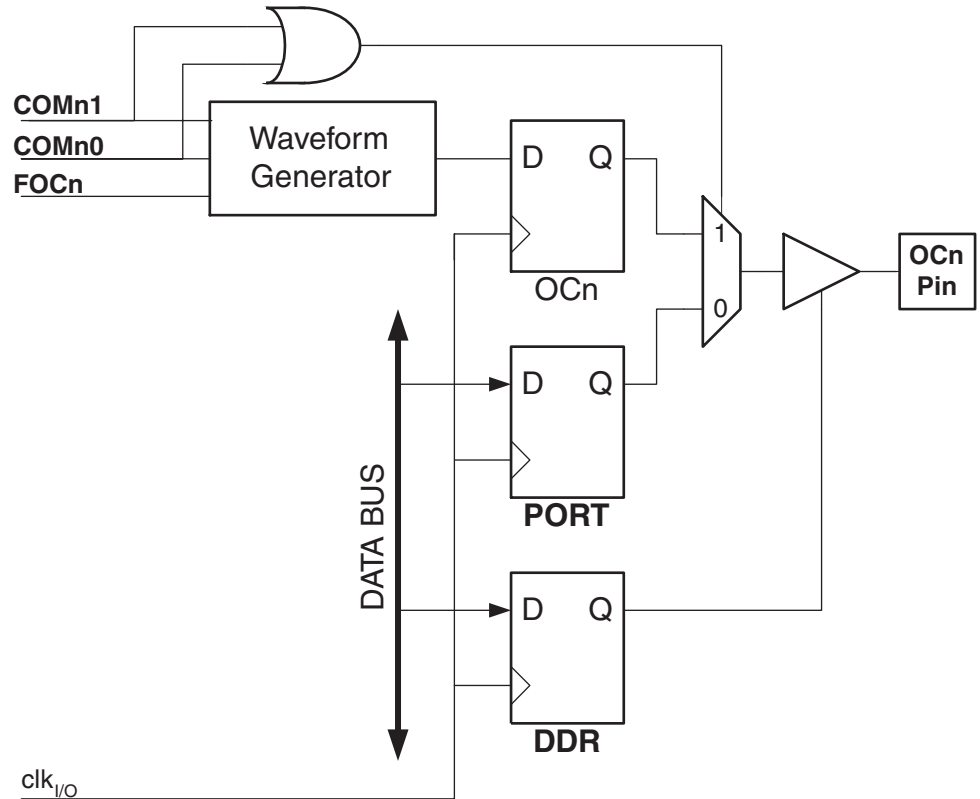 COMn1
COMn0
FOCn
Waveform
Generator
D Q
OCn
1
0
OCn
Pin
D Q
PORT
DATA BUS
D Q
DDR
clkI/O